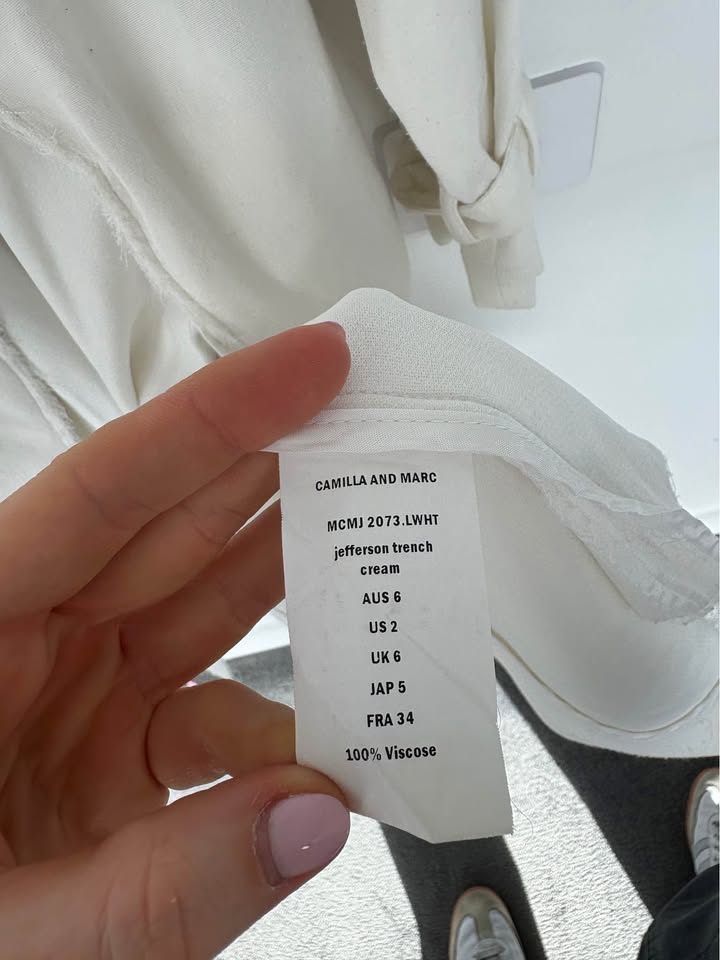 CAMILLA AND MARC
MCMJ 2073.LWHT
jefferson trench
cream
AUS 6
US 2
UK 6
JAP 5
FRA 34
100% Viscose